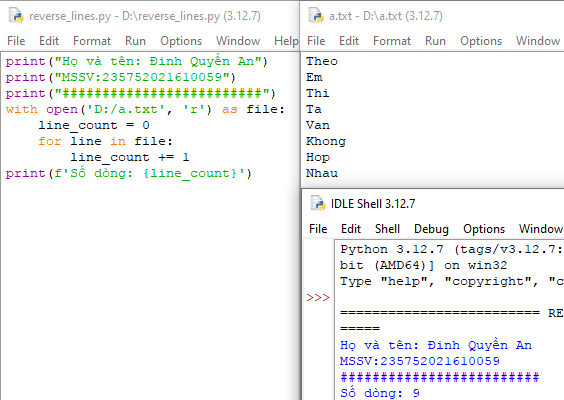 reverse_lines.py - D:\reverse_lines.py (3.12.7)
File Edit Format Run Options Window Help
print("Họ và tên: Đinh Quyền An")
print("MSSV:235752021610059")
print("#########################")
with open('D:/a.txt', 'r') as file:
    line_count = 0
    for line in file:
        line_count += 1
print(f'Số dòng: {line_count}')
a.txt - D:\a.txt (3.12.7)
File Edit Format Run Options Window
Theo
Em
Thi
Ta
Van
Khong
Hop
Nhau
IDLE Shell 3.12.7
File Edit Shell Debug Options Window
Python 3.12.7 (tags/v3.12.7:
bit (AMD64)] on win32
Type "help", "copyright", "c
>>>
========================= RE
=====
Họ và tên: Đinh Quyền An
MSSV:235752021610059
#########################
Số dòng: 9